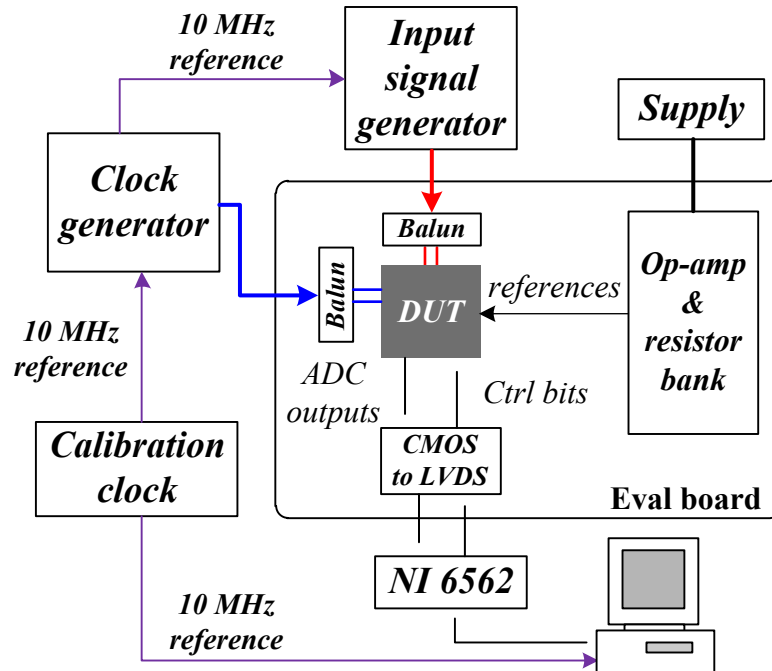 10 MHz
reference
Input
signal
generator
Supply
Clock
generator
Balun
Balun
DUT
references
Op-amp
&
resistor
bank
10 MHz
reference
ADC
outputs
Ctrl bits
Calibration
clock
CMOS
to LVDS
Eval board
NI 6562
10 MHz
reference